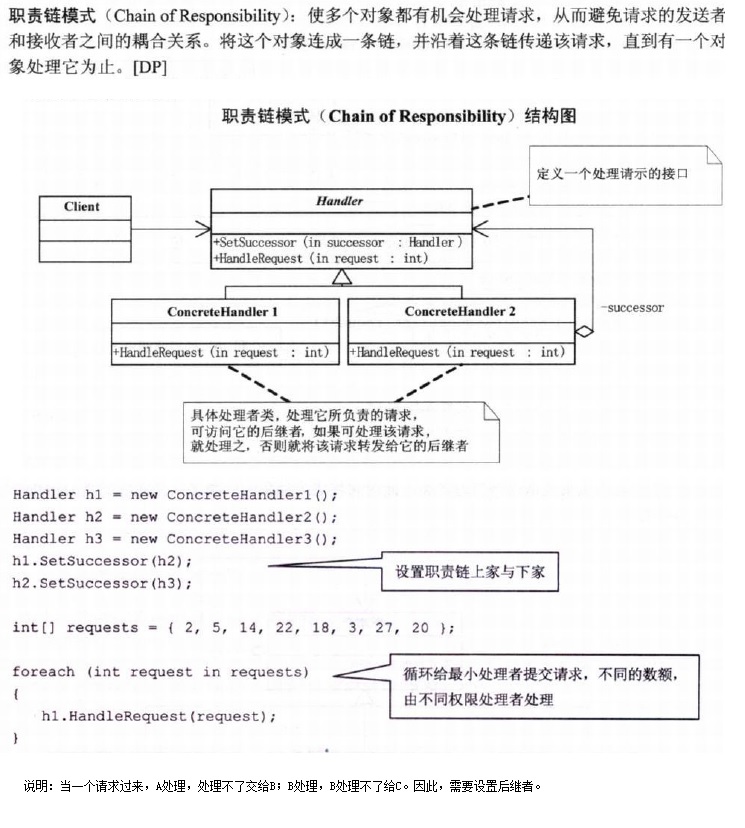 职责链模式（Chain of Responsibility）：使多个对象都有机会处理请求，从而避免请求的发送者
和接收者之间的耦合关系。将这个对象连成一条链，并沿着这条链传递该请求，直到有一个对
象处理它为止。[DP]
职责链模式（Chain of Responsibility）结构图
定义一个处理请示的接口
Client
Handler
+SetSuccessor (in successor : Handler)
+HandleRequest (in request : int)
ConcreteHandler 1
ConcreteHandler 2
-successor
+HandleRequest (in request : int)
+HandleRequest (in request : int)
具体处理者类，处理它所负责的请求，
可访问它的后继者，如果可处理该请求，
就处理之，否则就将该请求转发给它的后继者
Handler h1 = new ConcreteHandler1();
Handler h2 = new ConcreteHandler2();
Handler h3 = new ConcreteHandler3();
h1.SetSuccessor(h2);
设置职责链上家与下家
h2.SetSuccessor(h3);
int[] requests = { 2, 5, 14, 22, 18, 3, 27, 20 };
foreach (int request in requests)
循环给最小处理者提交请求，不同的数额，
{
由不同权限处理者处理
h1.HandleRequest(request);
}
说明：当一个请求过来，A处理，处理不了交给B；B处理，B处理不了给C。因此，需要设置后继者。